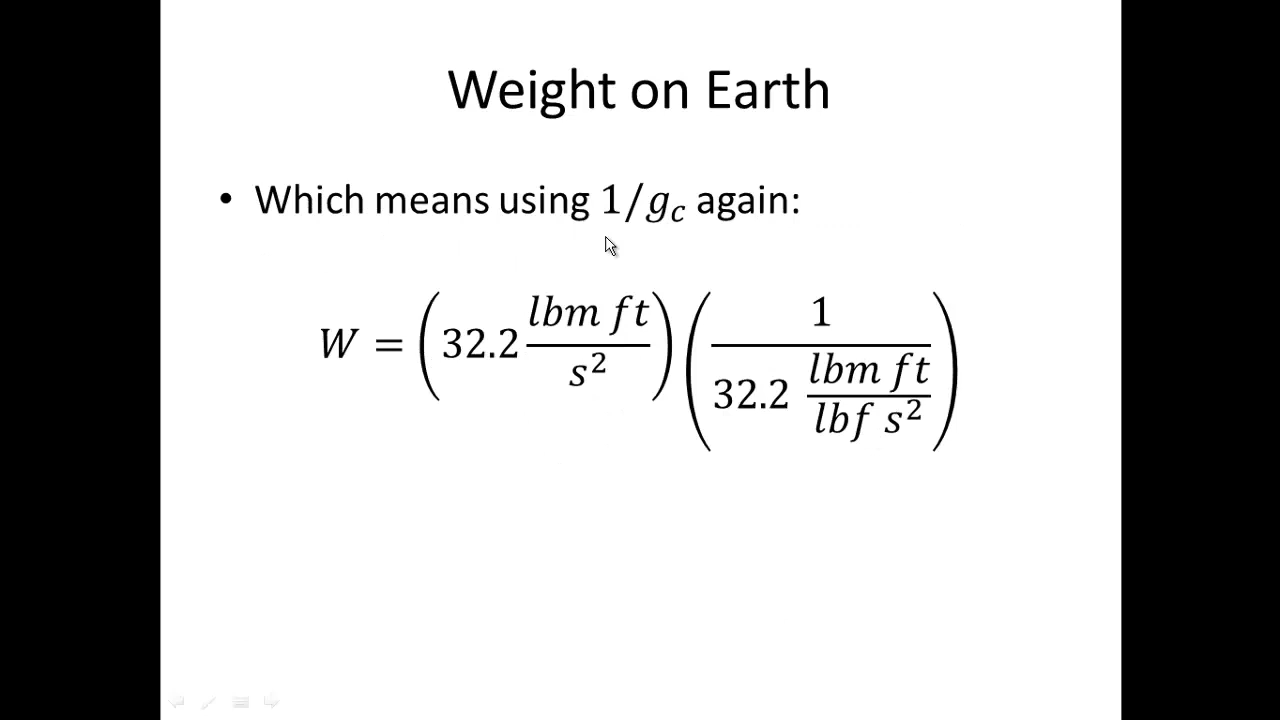 Weight on Earth
• Which means using 1/g_c again:
W = (32.2 lbm ft / s²) (1 / (32.2 lbm ft / lbf s²))